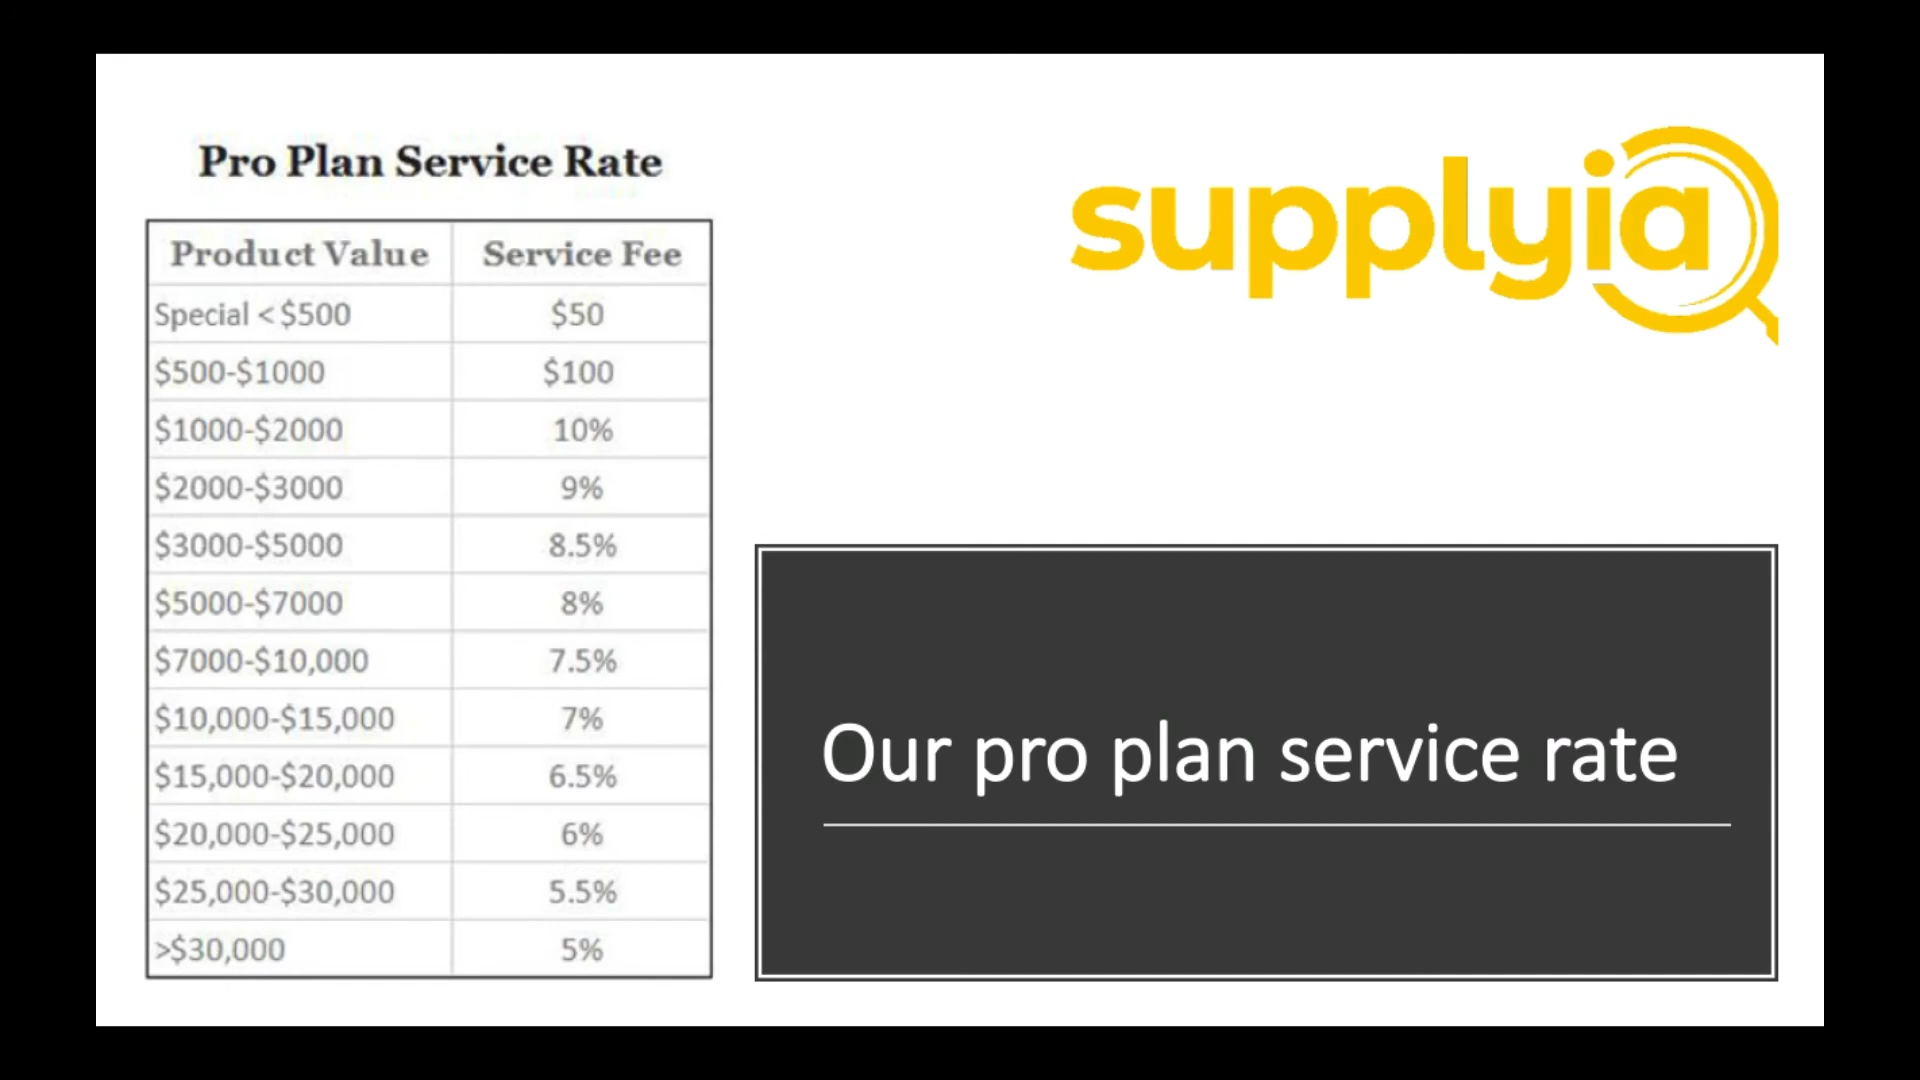 Pro Plan Service Rate
Product Value Service Fee
Special < $500 $50
$500-$1000 $100
$1000-$2000 10%
$2000-$3000 9%
$3000-$5000 8.5%
$5000-$7000 8%
$7000-$10,000 7.5%
$10,000-$15,000 7%
$15,000-$20,000 6.5%
$20,000-$25,000 6%
$25,000-$30,000 5.5%
>$30,000 5%
supplyia
Our pro plan service rate